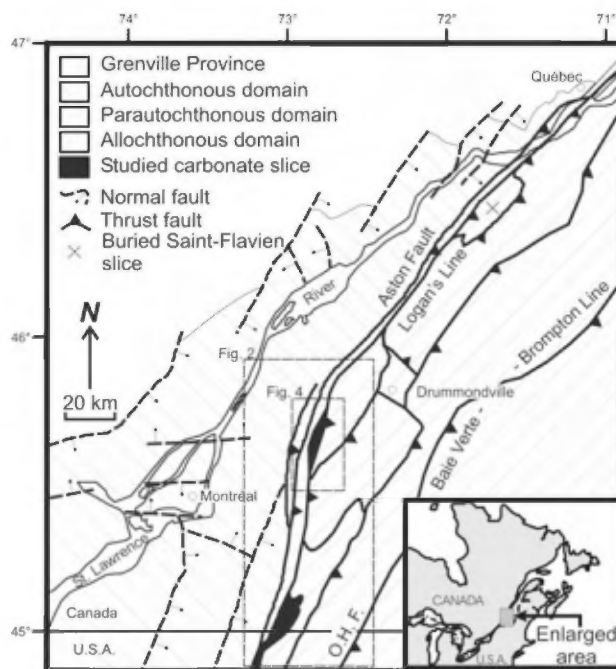 74°
73°
72°
71°
47°
Grenville Province
Autochthonous domain
Parautochthonous domain
Allochthonous domain
Studied carbonate slice
Normal fault
Thrust fault
Buried Saint-Flavien
slice
Québec
Aston Fault
Logan's Line
River
N
46°
Fig. 2
20 km
Fig. 4
Drummondville
Baie Verte - Brompton Line
Montréal
St. Lawrence
Canada
45°
U.S.A.
O.H.F.
CANADA
U.S.A.
Enlarged
area